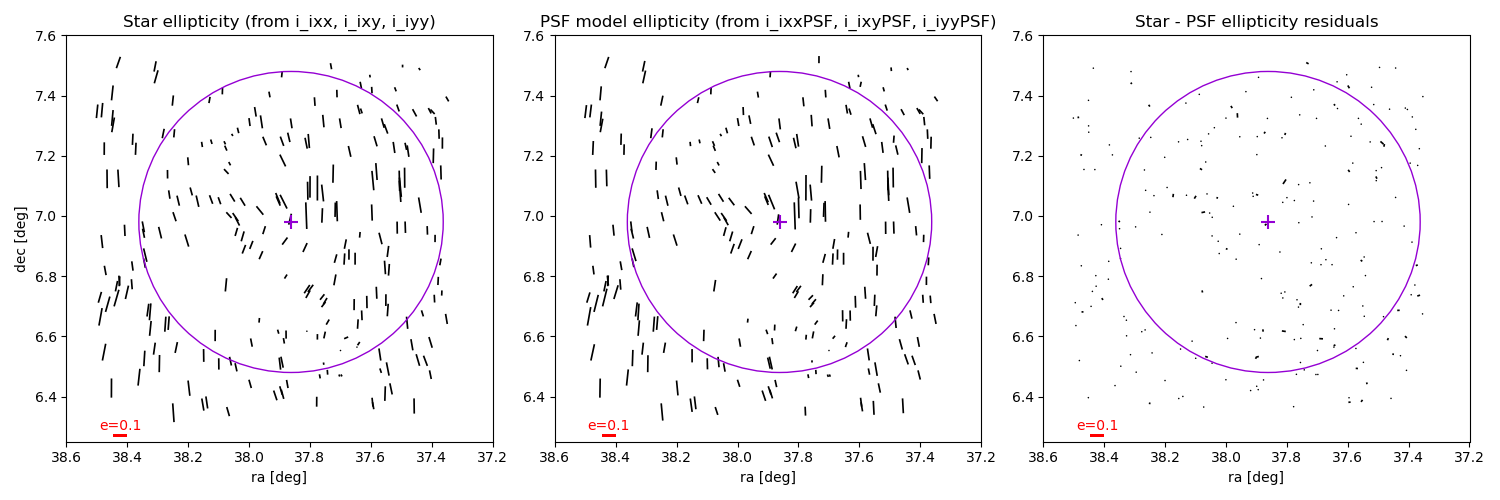 Star ellipticity (from i_ixx, i_ixy, i_iyy)
7.6
7.4
7.2
7.0
6.8
6.6
6.4
dec [deg]
e=0.1
38.6 38.4 38.2 38.0 37.8 37.6 37.4 37.2
ra [deg]
PSF model ellipticity (from i_ixxPSF, i_ixyPSF, i_iyyPSF)
7.6
7.4
7.2
7.0
6.8
6.6
6.4
e=0.1
38.6 38.4 38.2 38.0 37.8 37.6 37.4 37.2
ra [deg]
Star - PSF ellipticity residuals
7.6
7.4
7.2
7.0
6.8
6.6
6.4
e=0.1
38.6 38.4 38.2 38.0 37.8 37.6 37.4 37.2
ra [deg]